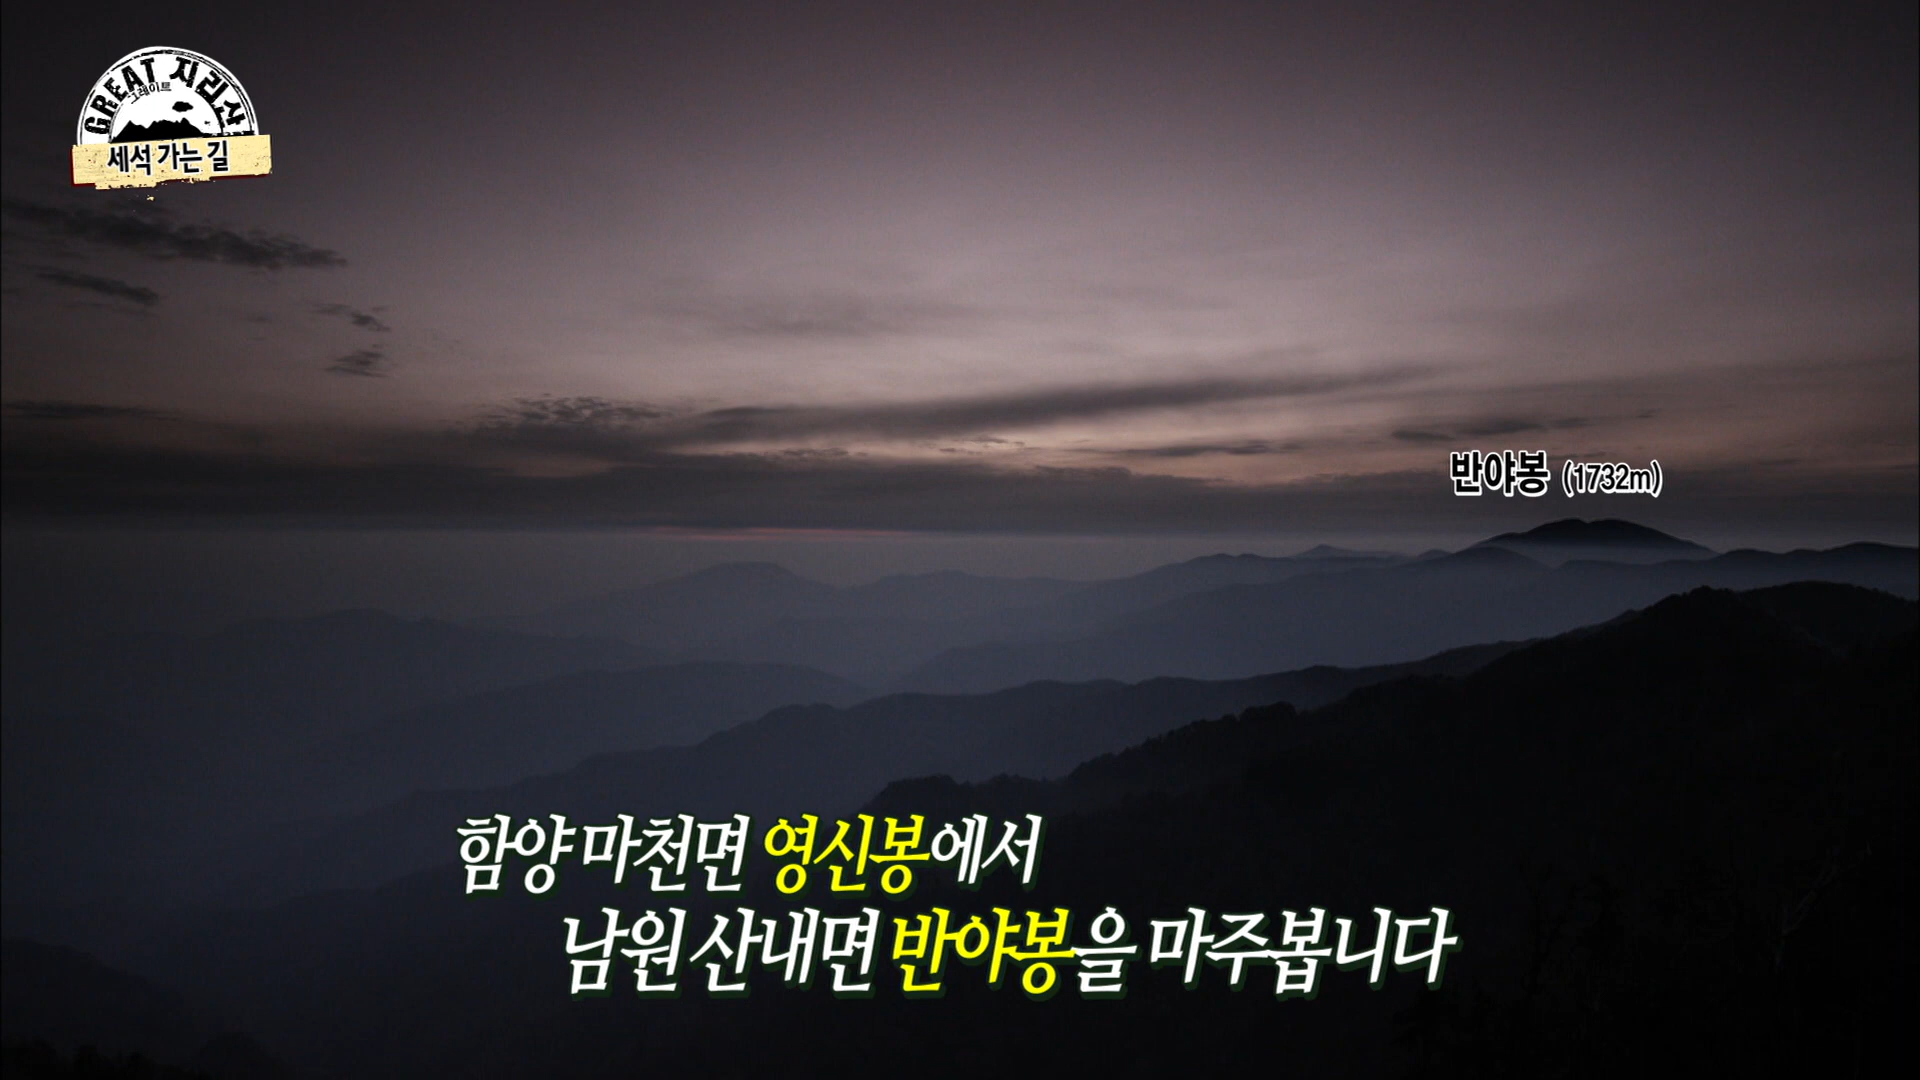 GREAT 지리산
그레이트
세석 가는 길
반야봉 (1732m)
함양 마천면 영신봉에서
남원 산내면 반야봉을 마주봅니다